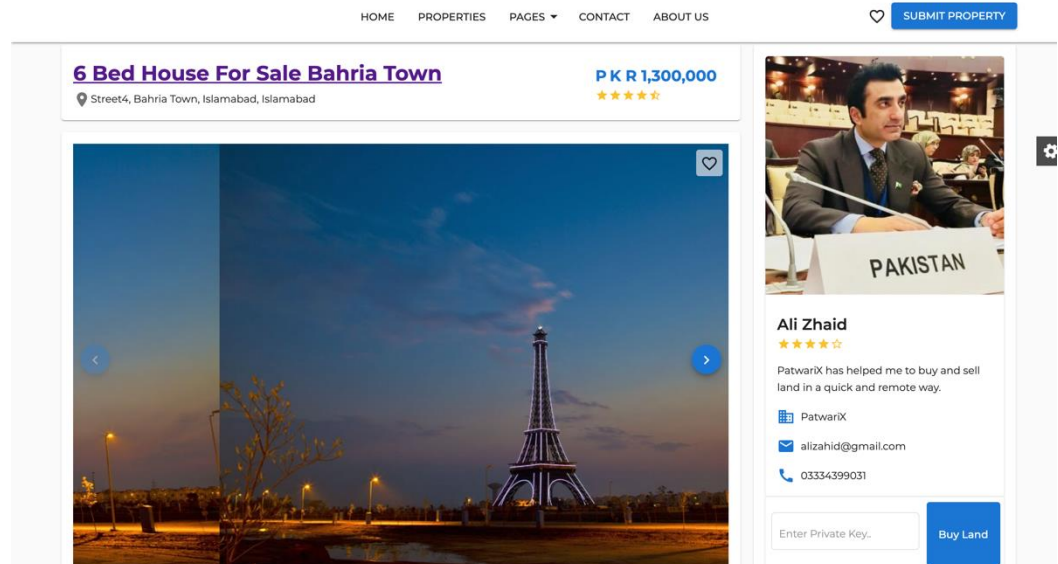 HOME PROPERTIES PAGES CONTACT ABOUT US SUBMIT PROPERTY
6 Bed House For Sale Bahria Town
P K R 1,300,000
Street4, Bahria Town, Islamabad, Islamabad
PAKISTAN
Ali Zhaid
PatwariX has helped me to buy and sell
land in a quick and remote way.
PatwariX
alizahid@gmail.com
03334399031
Enter Private Key..
Buy Land